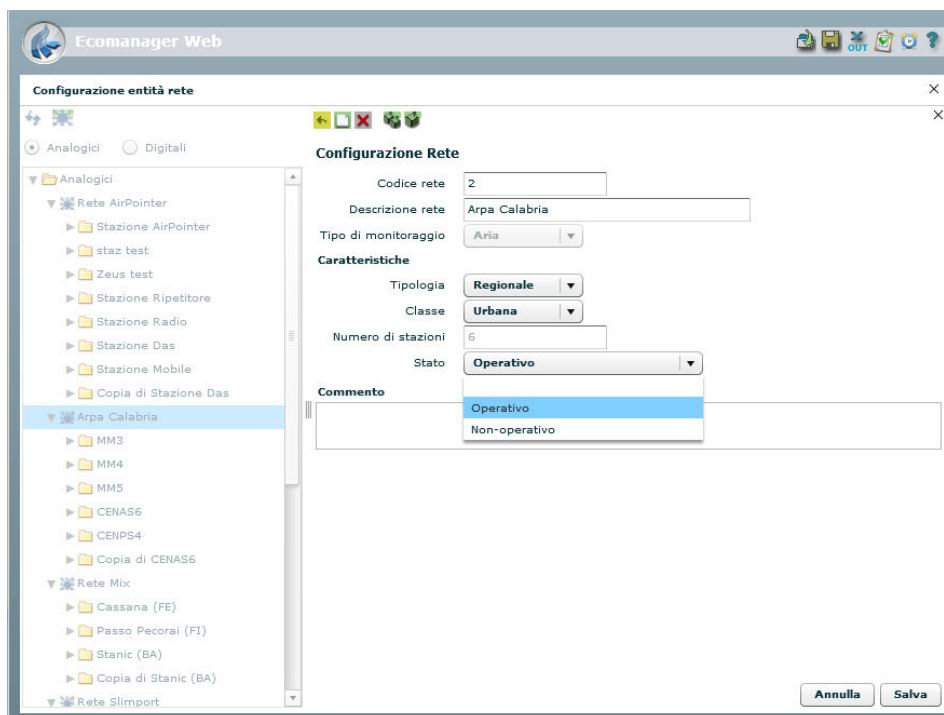 Ecomanager Web
OUT
Configurazione entità rete
Analogici
Digitali
Analogici
Rete AirPointer
Stazione AirPointer
staz test
Zeus test
Stazione Ripetitore
Stazione Radio
Stazione Das
Stazione Mobile
Copia di Stazione Das
Arpa Calabria
MM3
MM4
MM5
CENAS6
CENPS4
Copia di CENAS6
Rete Mix
Cassana (FE)
Passo Pecorai (FI)
Stanic (BA)
Copia di Stanic (BA)
Rete Slimport
Configurazione Rete
Codice rete 2
Descrizione rete Arpa Calabria
Tipo di monitoraggio Aria
Caratteristiche
Tipologia Regionale
Classe Urbana
Numero di stazioni 6
Stato Operativo
Operativo
Non-operativo
Commento
Annulla Salva